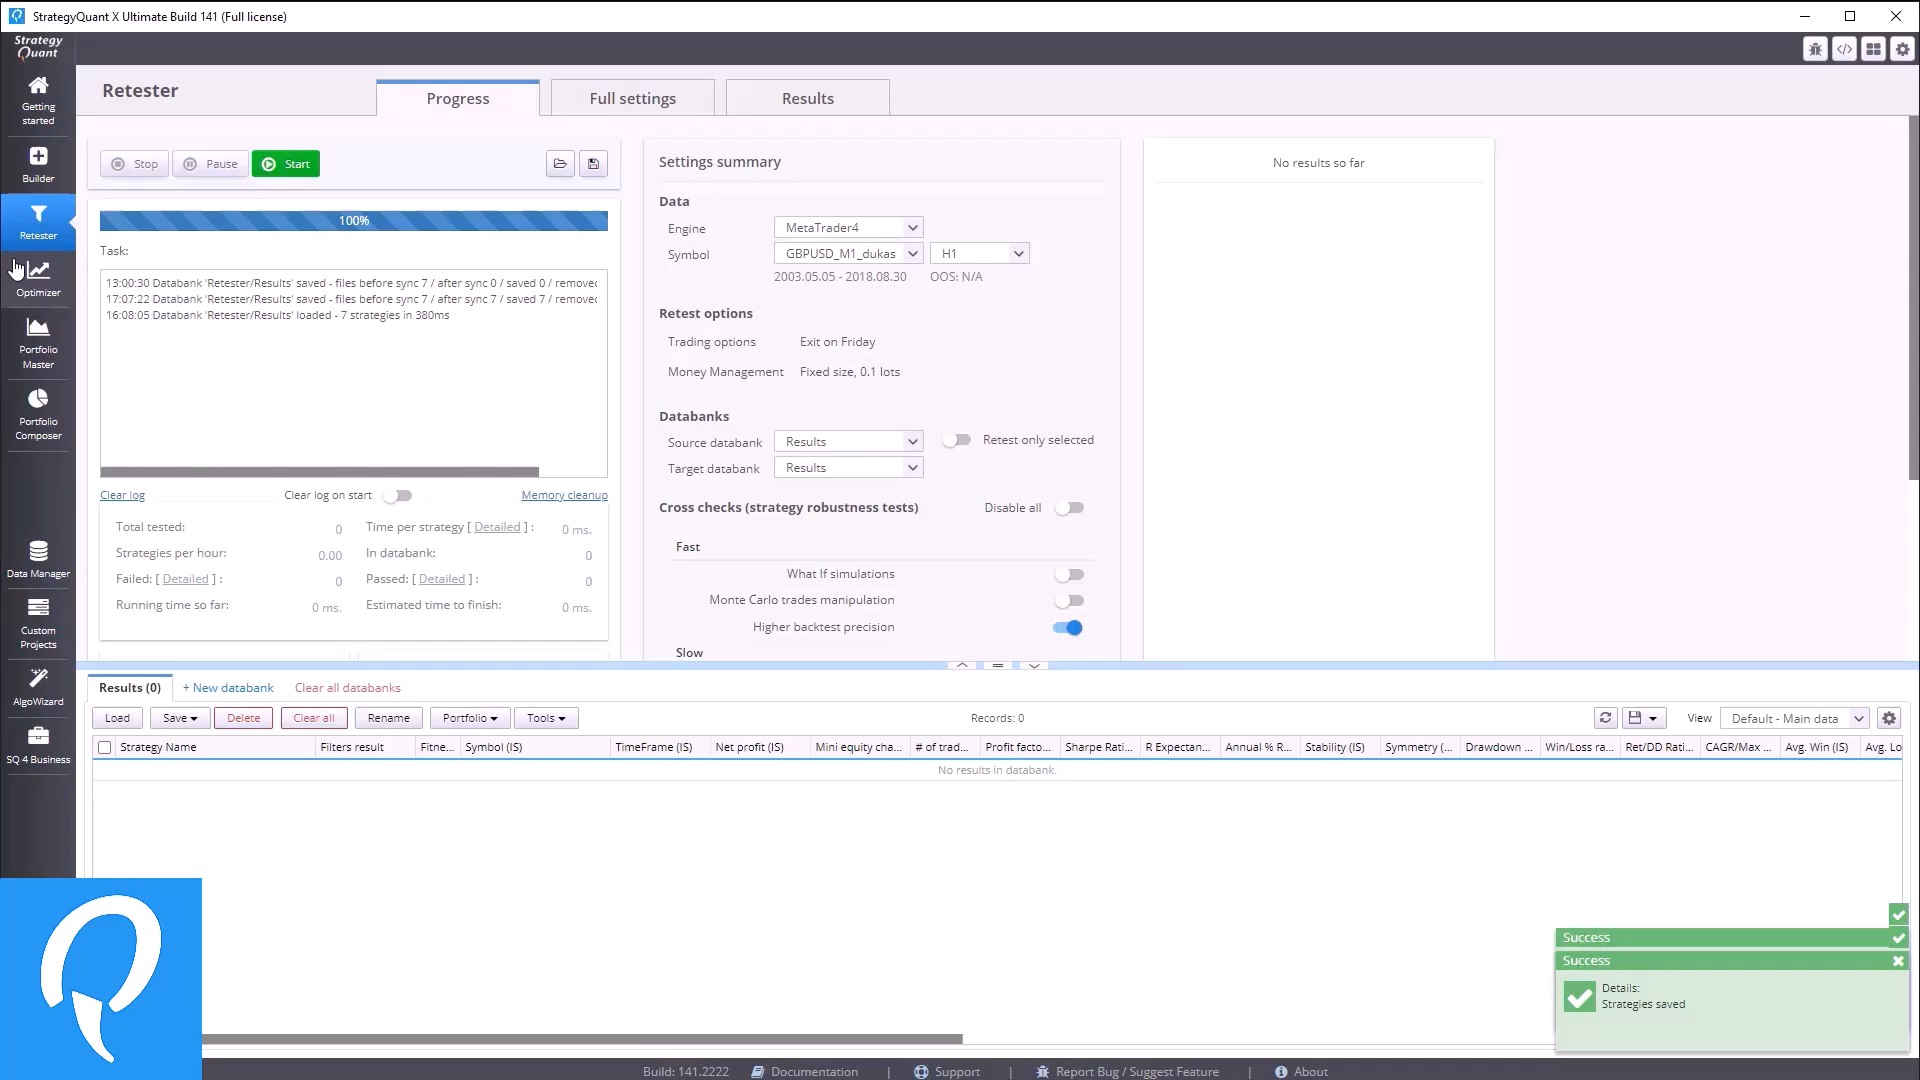 StrategyQuant X Ultimate Build 141 (Full license)
Strategy
Quant
Getting
started
Builder
Retester
Optimizer
Portfolio
Master
Portfolio
Composer
Data Manager
Custom
Projects
AlgoWizard
SQ 4 Business
Retester
Progress
Full settings
Results
Stop
Pause
Start
100%
Task:
13:00:30 Databank 'Retester/Results' saved - files before sync 7 / after sync 0 / saved 0 / removed
17:07:22 Databank 'Retester/Results' saved - files before sync 7 / after sync 7 / saved 7 / removed
16:08:05 Databank 'Retester/Results' loaded - 7 strategies in 380ms
Clear log
Clear log on start
Memory cleanup
Total tested: 0
Time per strategy [ Detailed ] : 0 ms.
Strategies per hour: 0.00
In databank: 0
Failed: [ Detailed ] : 0
Passed: [ Detailed ] : 0
Running time so far: 0 ms.
Estimated time to finish: 0 ms.
Settings summary
Data
Engine MetaTrader4
Symbol GBPUSD_M1_dukas H1
2003.05.05 - 2018.08.30 OOS: N/A
Retest options
Trading options Exit on Friday
Money Management Fixed size, 0.1 lots
Databanks
Source databank Results Retest only selected
Target databank Results
Cross checks (strategy robustness tests) Disable all
Fast
What If simulations
Monte Carlo trades manipulation
Higher backtest precision
Slow
No results so far
Results (0) + New databank Clear all databanks
Load Save Delete Clear all Rename Portfolio Tools Records: 0 View Default - Main data
Strategy Name Filters result Fitne... Symbol (IS) TimeFrame (IS) Net profit (IS) Mini equity cha... # of trad... Profit facto... Sharpe Rati... R Expectan... Annual % R... Stability (IS) Symmetry (... Drawdown ... Win/Loss ra... Ret/DD Rati... CAGR/Max ... Avg. Win (IS) Avg. Lo
No results in databank.
Success
Success
Details:
Strategies saved
Build: 141.2222 Documentation | Support | Report Bug / Suggest Feature | About